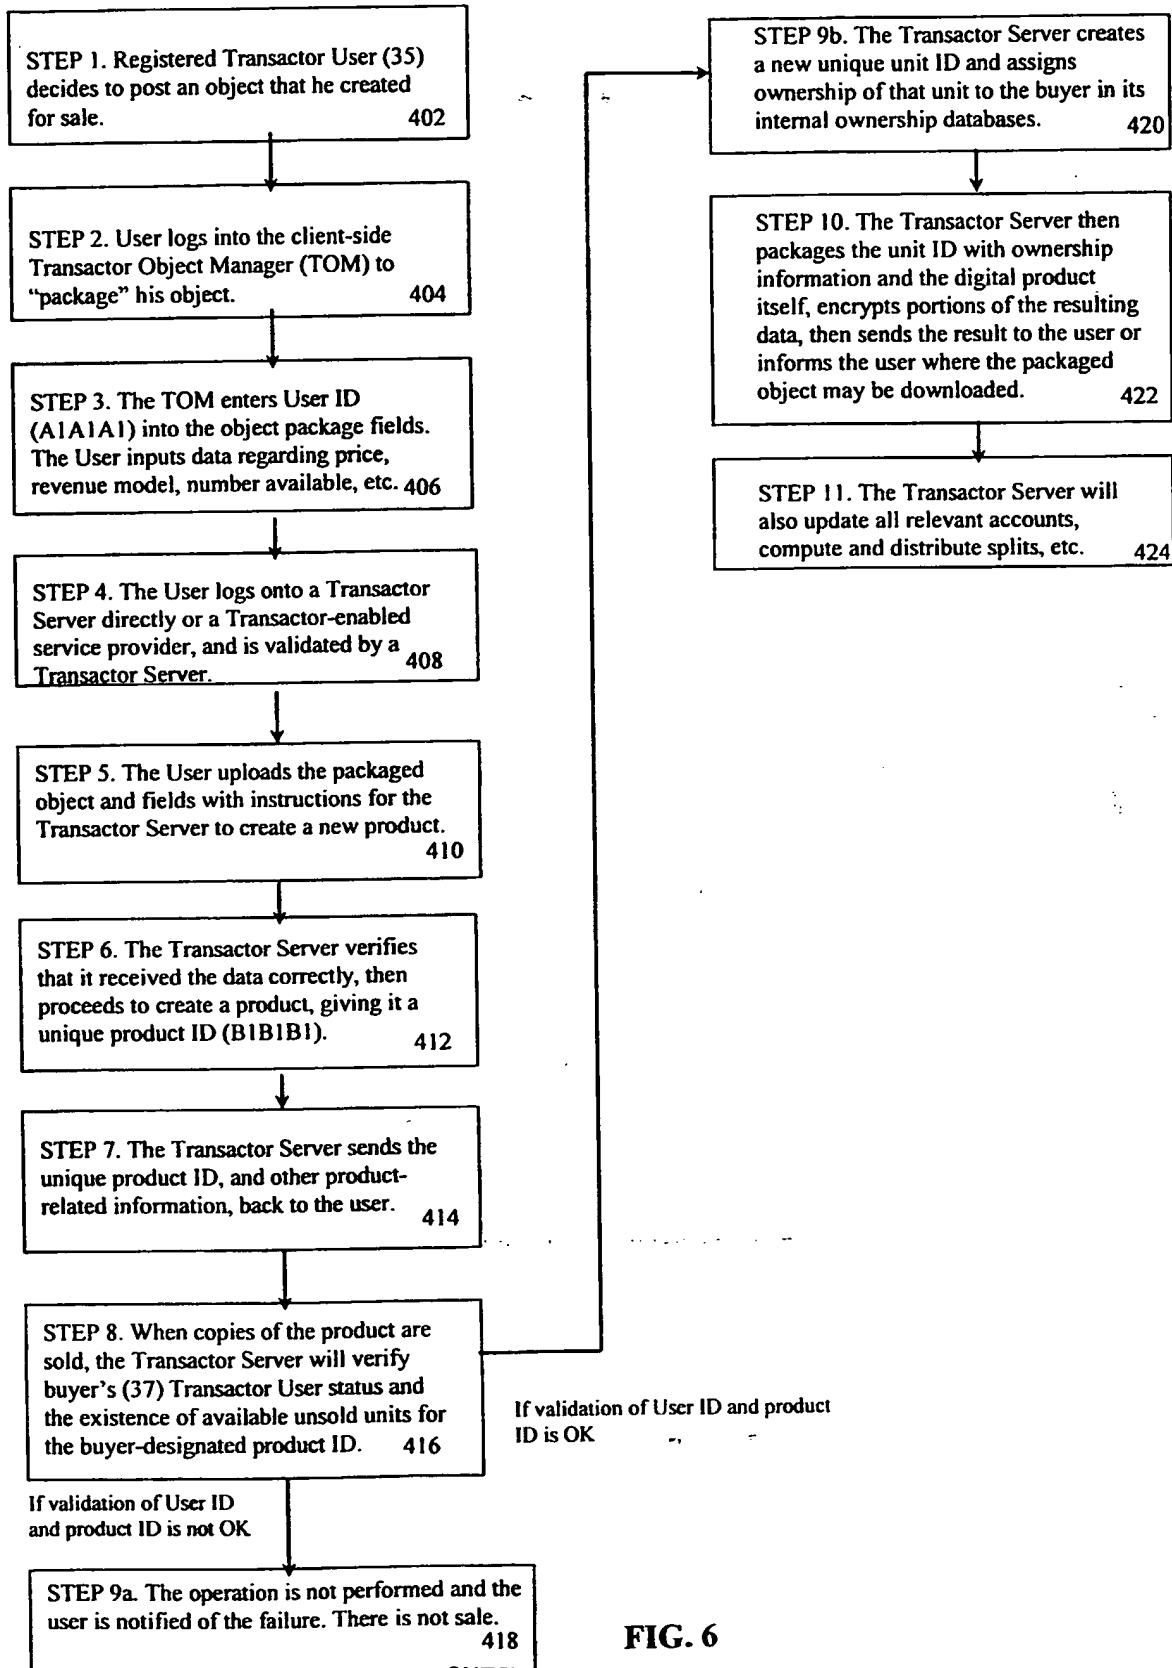 STEP 1. Registered Transactor User (35)
decides to post an object that he created
for sale. 402
STEP 2. User logs into the client-side
Transactor Object Manager (TOM) to
“package” his object. 404
STEP 3. The TOM enters User ID
(A1A1A1) into the object package fields.
The User inputs data regarding price,
revenue model, number available, etc. 406
STEP 4. The User logs onto a Transactor
Server directly or a Transactor-enabled
service provider, and is validated by a
Transactor Server. 408
STEP 5. The User uploads the packaged
object and fields with instructions for the
Transactor Server to create a new product.
410
STEP 6. The Transactor Server verifies
that it received the data correctly, then
proceeds to create a product, giving it a
unique product ID (B1B1B1). 412
STEP 7. The Transactor Server sends the
unique product ID, and other product-
related information, back to the user. 414
STEP 8. When copies of the product are
sold, the Transactor Server will verify
buyer’s (37) Transactor User status and
the existence of available unsold units for
the buyer-designated product ID. 416
If validation of User ID
and product ID is not OK
STEP 9a. The operation is not performed and the
user is notified of the failure. There is not sale.
418
If validation of User ID and product
ID is OK
STEP 9b. The Transactor Server creates
a new unique unit ID and assigns
ownership of that unit to the buyer in its
internal ownership databases. 420
STEP 10. The Transactor Server then
packages the unit ID with ownership
information and the digital product
itself, encrypts portions of the resulting
data, then sends the result to the user or
informs the user where the packaged
object may be downloaded. 422
STEP 11. The Transactor Server will
also update all relevant accounts,
compute and distribute splits, etc. 424
FIG. 6